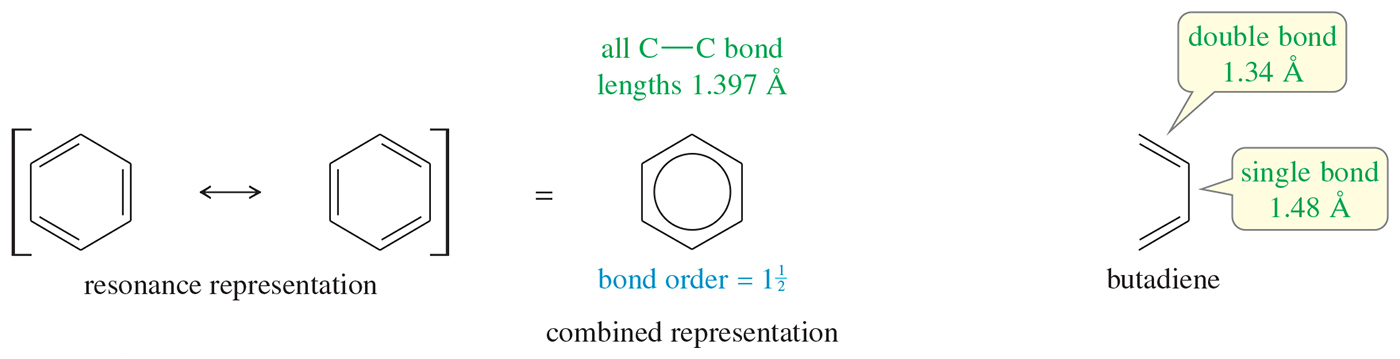 all C—C bond
lengths 1.397 Å
double bond
1.34 Å
single bond
1.48 Å
=
resonance representation
bond order = 1½
combined representation
butadiene